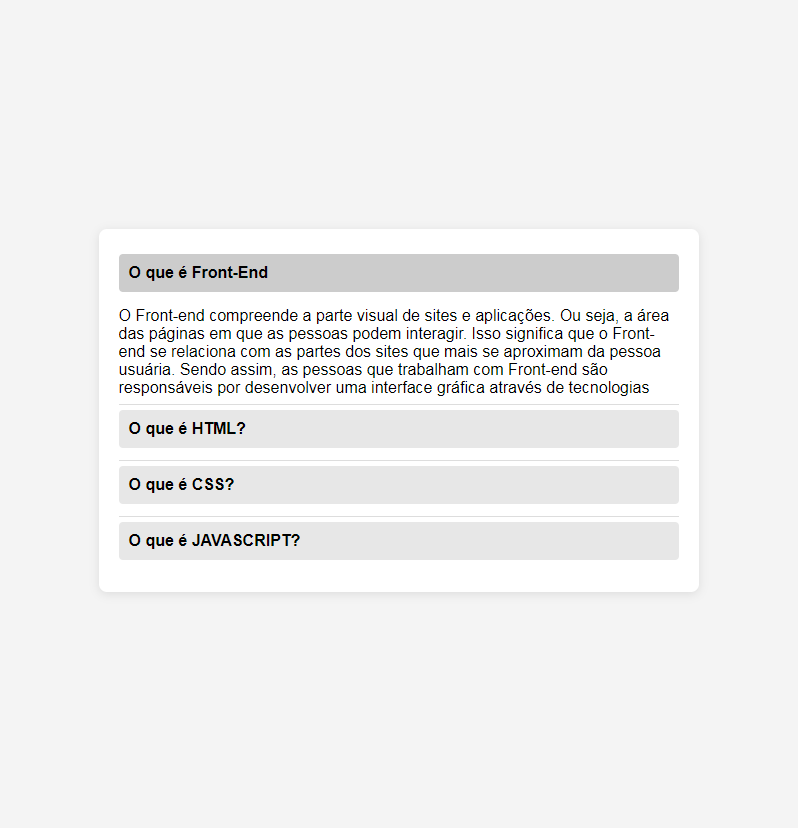 O que é Front-End
O Front-end compreende a parte visual de sites e aplicações. Ou seja, a área
das páginas em que as pessoas podem interagir. Isso significa que o Front-
end se relaciona com as partes dos sites que mais se aproximam da pessoa
usuária. Sendo assim, as pessoas que trabalham com Front-end são
responsáveis por desenvolver uma interface gráfica através de tecnologias
O que é HTML?
O que é CSS?
O que é JAVASCRIPT?